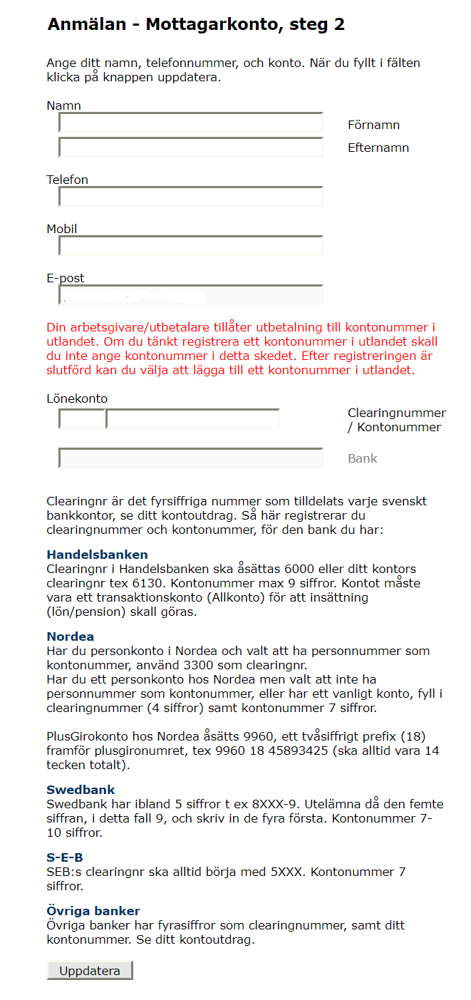 Anmälan - Mottagarkonto, steg 2
Ange ditt namn, telefonnummer, och konto. När du fyllt i fälten
klicka på knappen uppdatera.
Namn
Förnamn
Efternamn
Telefon
Mobil
E-post
Din arbetsgivare/utbetalare tillåter utbetalning till kontonummer i
utlandet. Om du tänkt registrera ett kontonummer i utlandet skall
du inte ange kontonummer i detta skedet. Efter registreringen är
slutförd kan du välja att lägga till ett kontonummer i utlandet.
Lönekonto
Clearingnummer
/ Kontonummer
Bank
Clearingnr är det fyrsiffriga nummer som tilldelats varje svenskt
bankkontor, se ditt kontoutdrag. Så här registrerar du
clearingnummer och kontonummer, för den bank du har:
Handelsbanken
Clearingnr i Handelsbanken ska åsättas 6000 eller ditt kontors
clearingnr tex 6130. Kontonummer max 9 siffror. Kontot måste
vara ett transaktionskonto (Allkonto) för att insättning
(lön/pension) skall göras.
Nordea
Har du personkonto i Nordea och valt att ha personnummer som
kontonummer, använd 3300 som clearingnr.
Har du ett personkonto hos Nordea men valt att inte ha
personnummer som kontonummer, eller har ett vanligt konto, fyll i
clearingnummer (4 siffror) samt kontonummer 7 siffror.
PlusGirokonto hos Nordea åsätts 9960, ett tvåsiffrigt prefix (18)
framför plusgironumret, tex 9960 18 45893425 (ska alltid vara 14
tecken totalt).
Swedbank
Swedbank har ibland 5 siffror t ex 8XXX-9. Utelämna då den femte
siffran, i detta fall 9, och skriv in de fyra första. Kontonummer 7-
10 siffror.
S-E-B
SEB:s clearingnr ska alltid börja med 5XXX. Kontonummer 7
siffror.
Övriga banker
Övriga banker har fyrasiffror som clearingnummer, samt ditt
kontonummer. Se ditt kontoutdrag.
Uppdatera